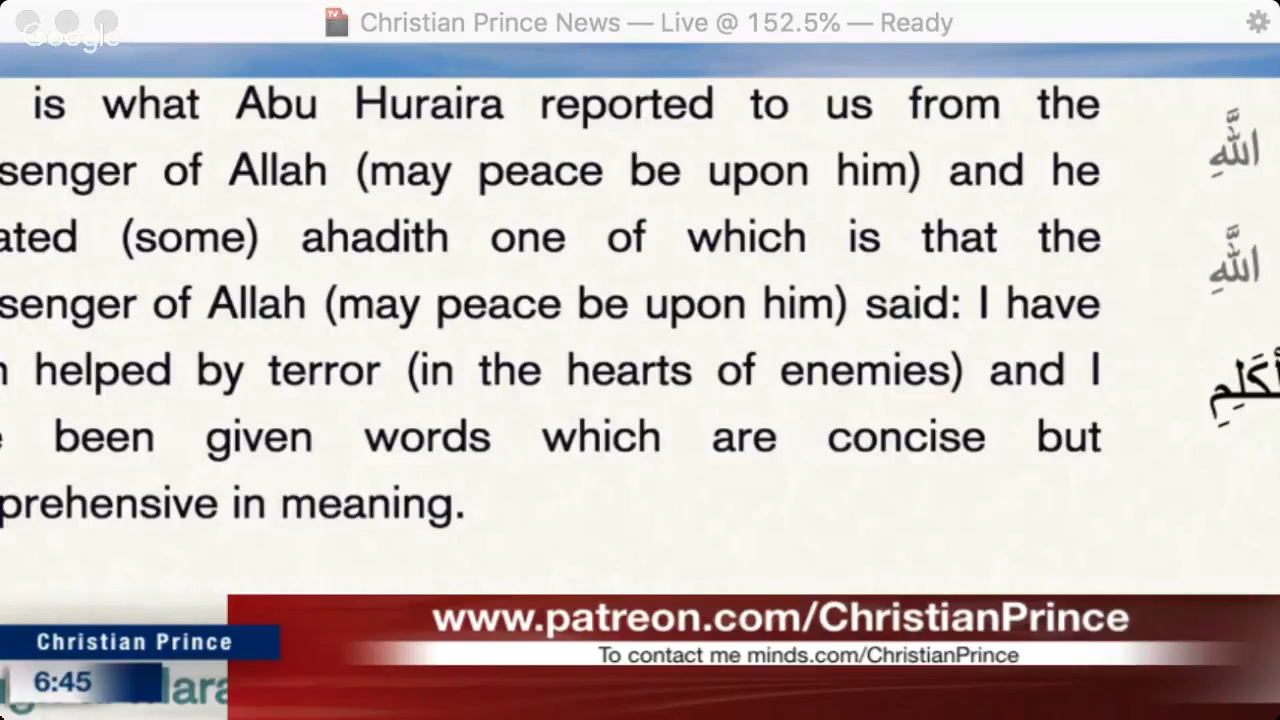 Christian Prince News — Live @ 152.5% — Ready
Google
is what Abu Huraira reported to us from the
senger of Allah (may peace be upon him) and he
ated (some) ahadith one of which is that the
senger of Allah (may peace be upon him) said: I have
helped by terror (in the hearts of enemies) and I
been given words which are concise but
prehensive in meaning.
اللَّهِ
اللَّهِ
www.patreon.com/ChristianPrince
To contact me minds.com/ChristianPrince
Christian Prince
6:45